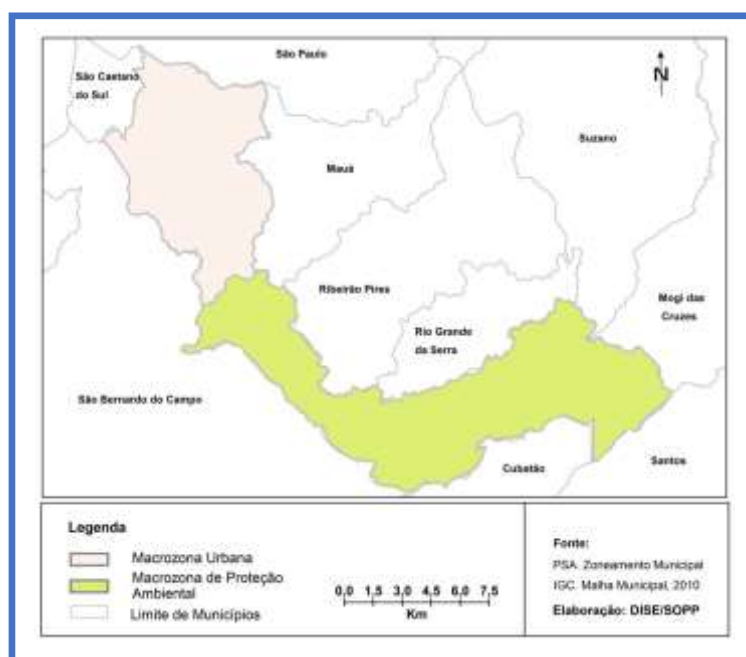 São Paulo
São Caetano
do Sul
N
Suzano
Mauá
Ribeirão Pires
Mogi das
Cruzes
Rio Grande
da Serra
São Bernardo do Campo
Cubatão
Santos
Legenda
Macrozona Urbana
Macrozona de Proteção
Ambiental
Limite de Municípios
0,0 1,5 3,0 4,5 6,0 7,5
Km
Fonte:
PSA. Zoneamento Municipal
IGC. Malha Municipal, 2010
Elaboração: DISE/SOPP